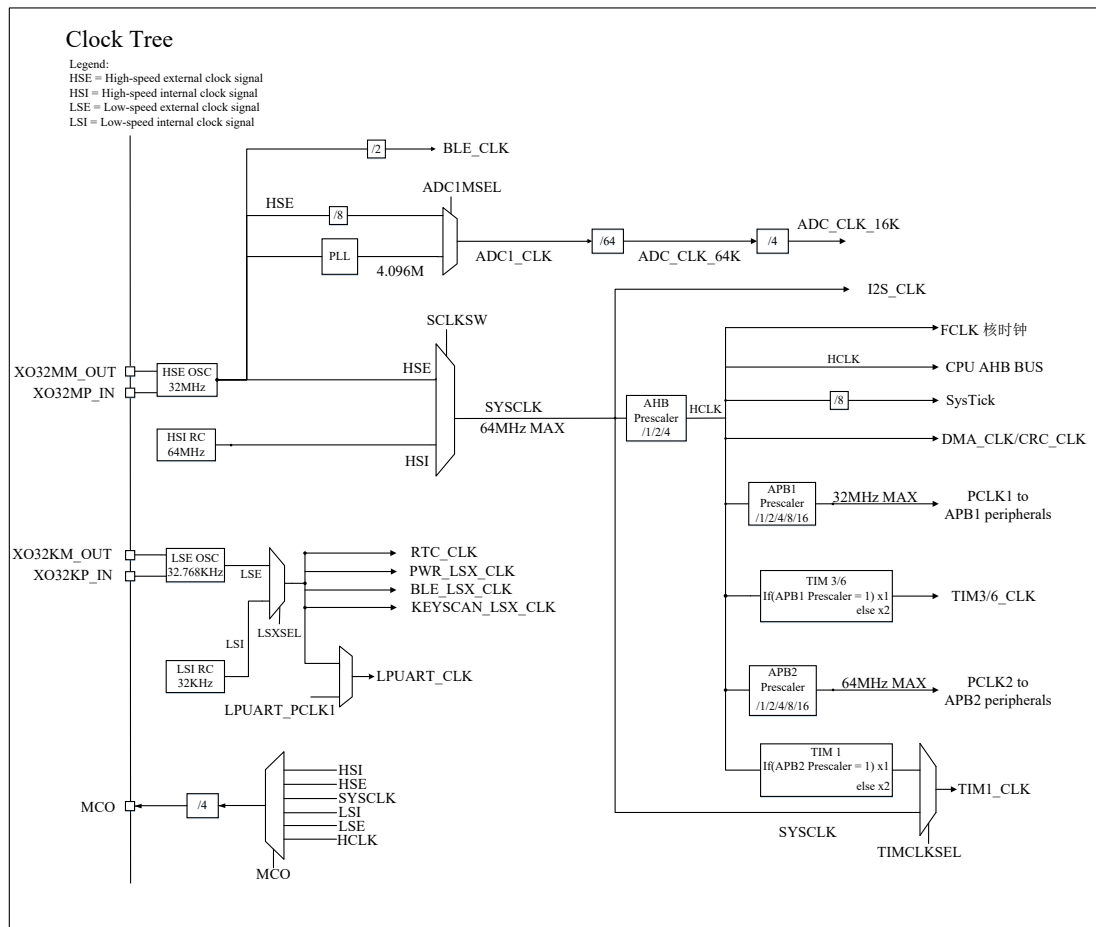 Clock Tree
Legend:
HSE = High-speed external clock signal
HSI = High-speed internal clock signal
LSE = Low-speed external clock signal
LSI = Low-speed internal clock signal
/2
BLE_CLK
ADC1MSEL
HSE
/8
PLL
4.096M
ADC1_CLK
/64
ADC_CLK_64K
/4
ADC_CLK_16K
I2S_CLK
SCLKSW
XO32MM_OUT
XO32MP_IN
HSE OSC
32MHz
HSE
HSI RC
64MHz
HSI
SYSCLK
64MHz MAX
AHB
Prescaler
/1/2/4
HCLK
FCLK 核时钟
HCLK
CPU AHB BUS
/8
SysTick
DMA_CLK/CRC_CLK
APB1
Prescaler
/1/2/4/8/16
32MHz MAX
PCLK1 to
APB1 peripherals
XO32KM_OUT
XO32KP_IN
LSE OSC
32.768KHz
LSE
LSI
LSXSEL
LSI RC
32KHz
RTC_CLK
PWR_LSX_CLK
BLE_LSX_CLK
KEYSCAN_LSX_CLK
LPUART_CLK
LPUART_PCLK1
TIM 3/6
If(APB1 Prescaler = 1) x1
else x2
TIM3/6_CLK
APB2
Prescaler
/1/2/4/8/16
64MHz MAX
PCLK2 to
APB2 peripherals
TIM 1
If(APB2 Prescaler = 1) x1
else x2
TIM1_CLK
SYSCLK
TIMCLKSEL
MCO
/4
HSI
HSE
SYSCLK
LSI
LSE
HCLK
MCO